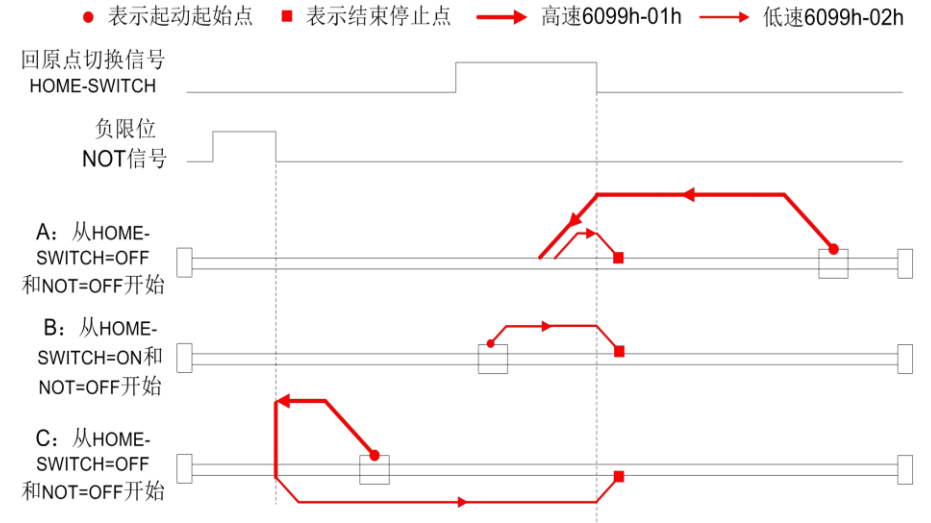 表示起动起始点 表示结束停止点 高速6099h-01h 低速6099h-02h
回原点切换信号
HOME-SWITCH
负限位
NOT信号
A：从HOME-
SWITCH=OFF
和NOT=OFF开始
B：从HOME-
SWITCH=ON和
NOT=OFF开始
C：从HOME-
SWITCH=OFF
和NOT=OFF开始